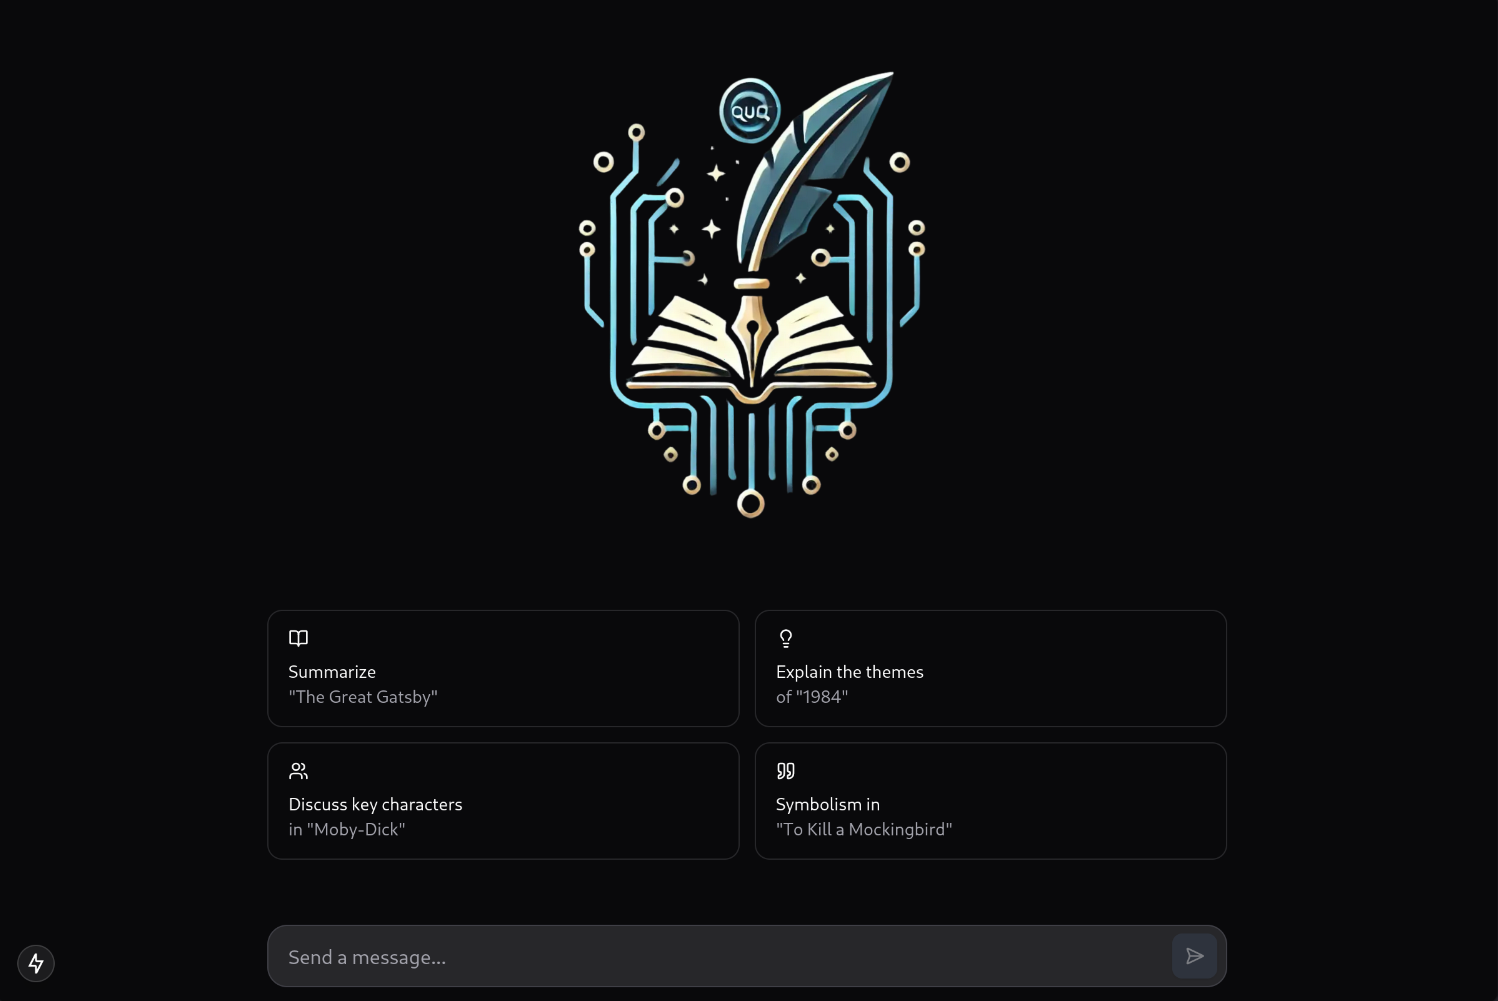 QUQ
Summarize
"The Great Gatsby"
Explain the themes
of "1984"
Discuss key characters
in "Moby-Dick"
Symbolism in
"To Kill a Mockingbird"
Send a message...